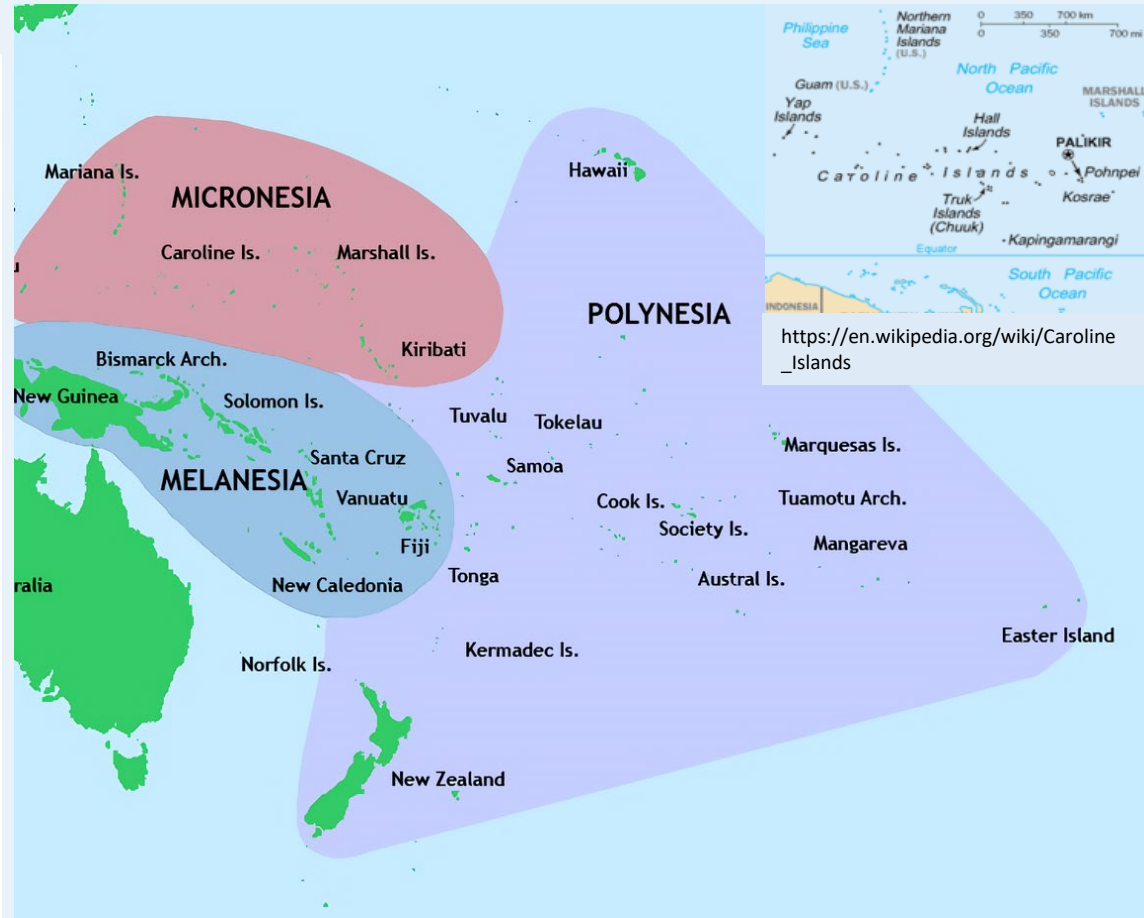 Mariana Is.
MICRONESIA
Caroline Is.
Marshall Is.
Kiribati
u
Hawaii
POLYNESIA
Bismarck Arch.
New Guinea
Solomon Is.
Santa Cruz
MELANESIA
Vanuatu
Fiji
New Caledonia
Tuvalu
Tokelau
Samoa
Cook Is.
Society Is.
Tonga
Austral Is.
Marquesas Is.
Tuamotu Arch.
Mangareva
Easter Island
ralia
Norfolk Is.
Kermadec Is.
New Zealand
Philippine
Sea
Northern
Mariana
Islands
(U.S.)
0 350 700 km
0 350 700 mi
Guam (U.S.)
North Pacific
Ocean
MARSHALL
ISLANDS
Yap
Islands
Hall
Islands
PALIKIR
Pohnpei
Caroline Islands
Kosrae
Truk
Islands
(Chuuk)
Kapingamarangi
Equator
South Pacific
Ocean
INDONESIA
https://en.wikipedia.org/wiki/Caroline
_Islands